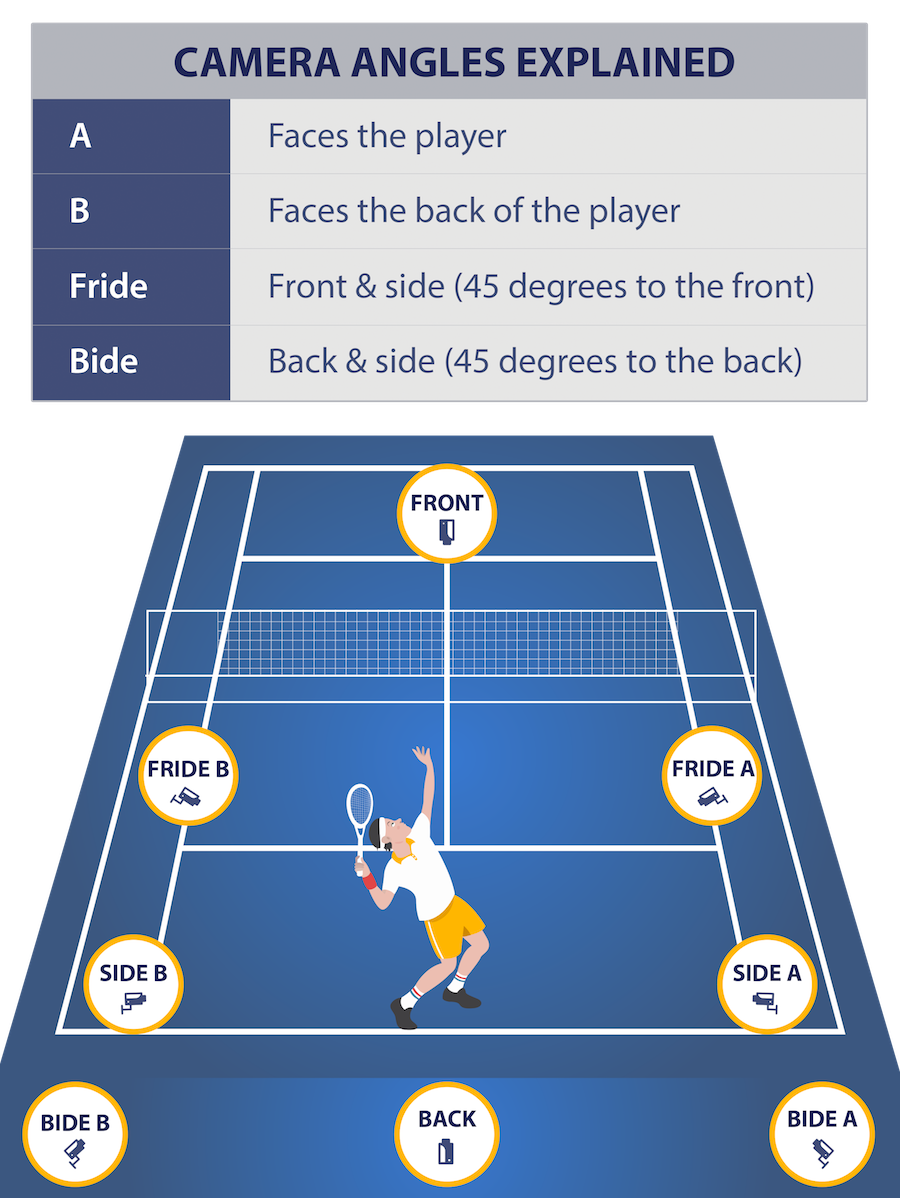 CAMERA ANGLES EXPLAINED
A Faces the player
B Faces the back of the player
Fride Front & side (45 degrees to the front)
Bide Back & side (45 degrees to the back)
FRONT
FRIDE B FRIDE A
SIDE B SIDE A
BIDE B BACK BIDE A